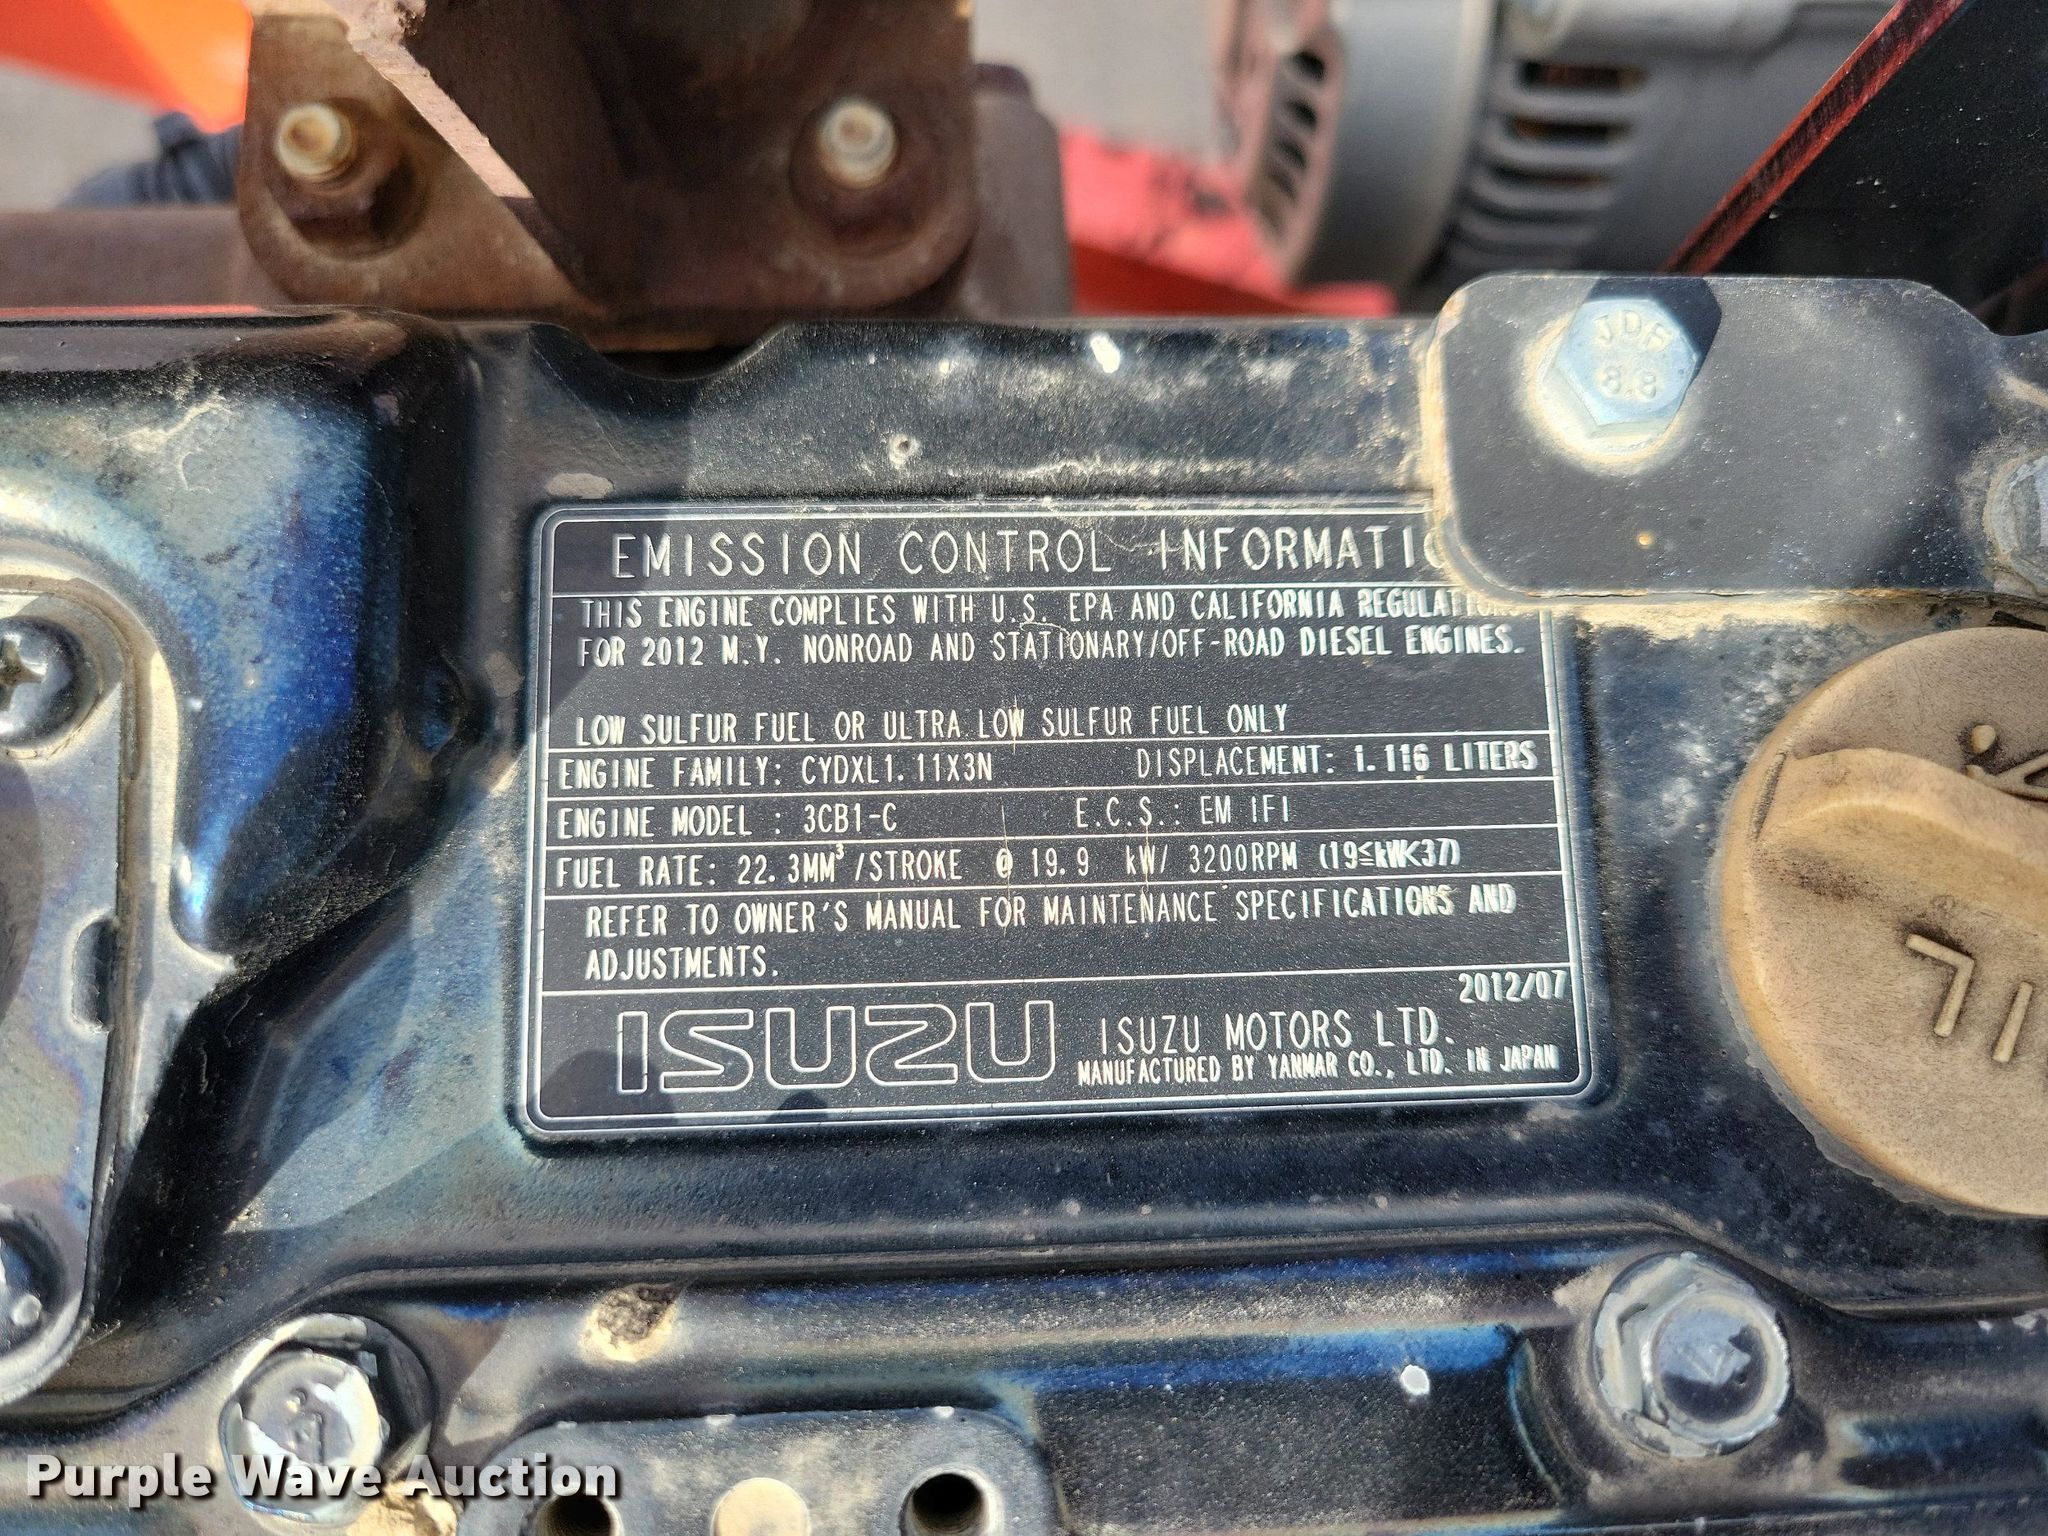 JDF
8.8
EMISSION CONTROL INFORMATIO
THIS ENGINE COMPLIES WITH U.S. EPA AND CALIFORNIA REGULATIONS
FOR 2012 M.Y. NONROAD AND STATIONARY/OFF-ROAD DIESEL ENGINES.
LOW SULFUR FUEL OR ULTRA LOW SULFUR FUEL ONLY
ENGINE FAMILY: CYDXL1.11X3N DISPLACEMENT: 1.116 LITERS
ENGINE MODEL : 3CB1-C E.C.S.: EM IFI
FUEL RATE: 22.3MM³/STROKE @ 19.9 kW/ 3200RPM (19≦kW<37)
REFER TO OWNER'S MANUAL FOR MAINTENANCE SPECIFICATIONS AND
ADJUSTMENTS.
2012/07
ISUZU ISUZU MOTORS LTD.
MANUFACTURED BY YANMAR CO., LTD. IN JAPAN
Purple Wave Auction